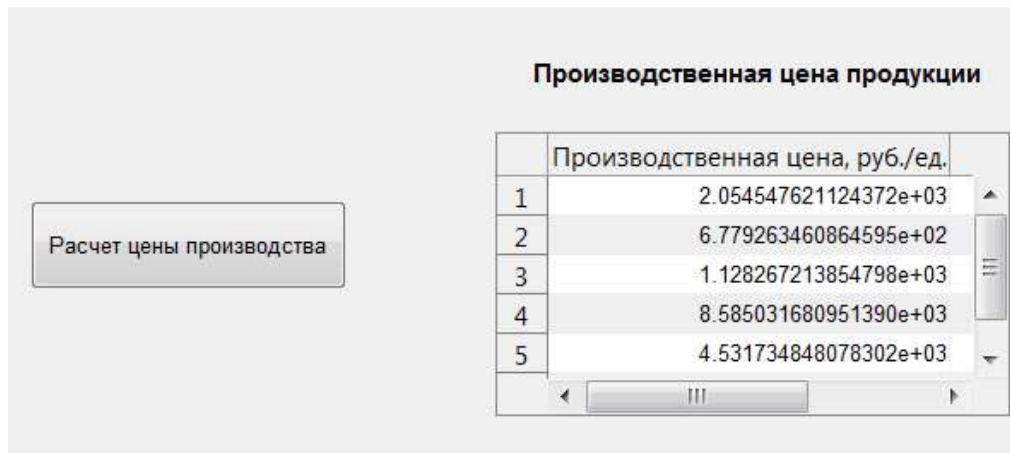 Производственная цена продукции
Производственная цена, руб./ед.
1 2.054547621124372e+03
Расчет цены производства
2 6.779263460864595e+02
3 1.128267213854798e+03
4 8.585031680951390e+03
5 4.531734848078302e+03